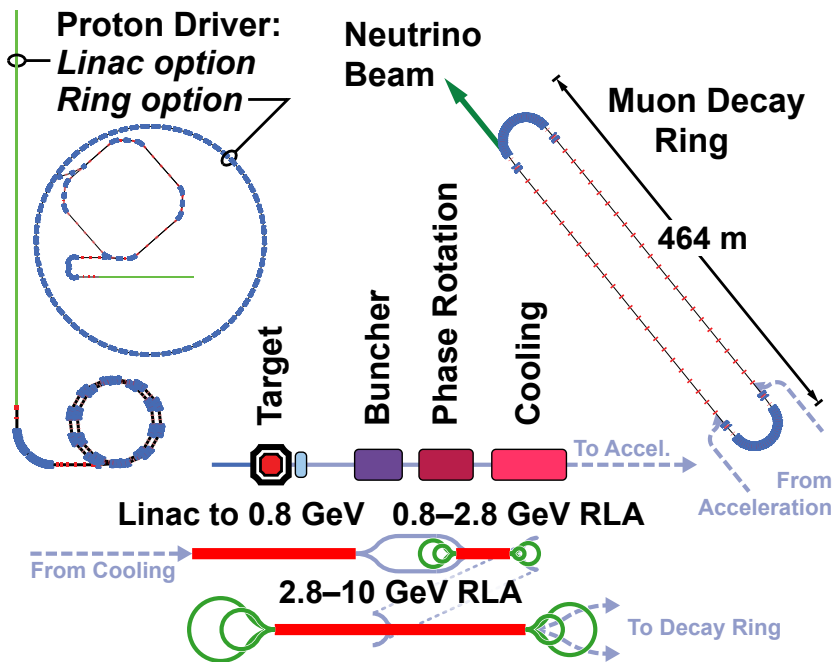 Proton Driver:
Linac option
Ring option
Neutrino
Beam
Muon Decay
Ring
464 m
Target
Buncher
Phase Rotation
Cooling
To Accel.
From
Acceleration
Linac to 0.8 GeV
0.8–2.8 GeV RLA
From Cooling
2.8–10 GeV RLA
To Decay Ring